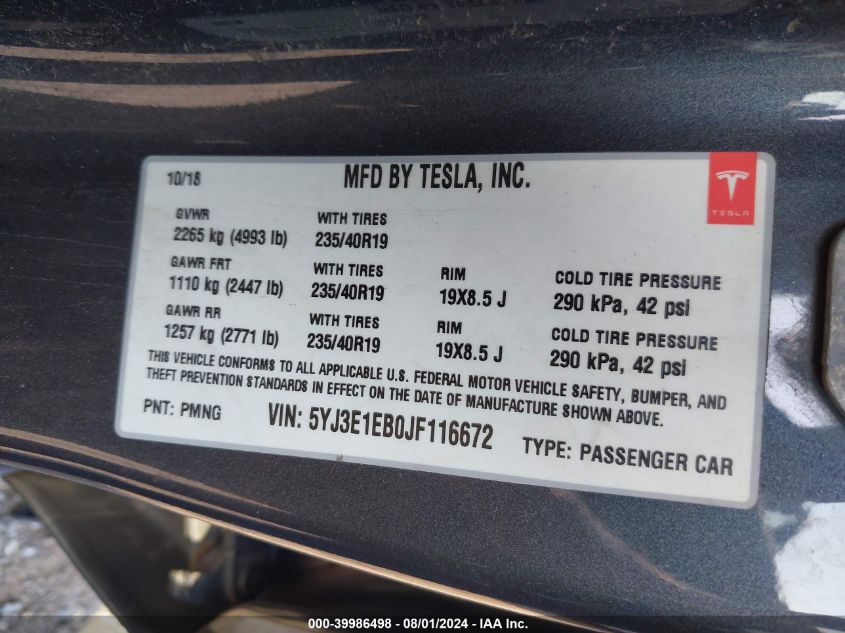 10/18
MFD BY TESLA, INC.
TESLA
GVWR WITH TIRES
2265 kg (4993 lb) 235/40R19
GAWR FRT WITH TIRES RIM COLD TIRE PRESSURE
1110 kg (2447 lb) 235/40R19 19X8.5 J 290 kPa, 42 psi
GAWR RR WITH TIRES RIM COLD TIRE PRESSURE
1257 kg (2771 lb) 235/40R19 19X8.5 J 290 kPa, 42 psi
THIS VEHICLE CONFORMS TO ALL APPLICABLE U.S. FEDERAL MOTOR VEHICLE SAFETY, BUMPER, AND
THEFT PREVENTION STANDARDS IN EFFECT ON THE DATE OF MANUFACTURE SHOWN ABOVE.
PNT: PMNG VIN: 5YJ3E1EB0JF116672 TYPE: PASSENGER CAR
000-39986498 - 08/01/2024 - IAA, Inc.